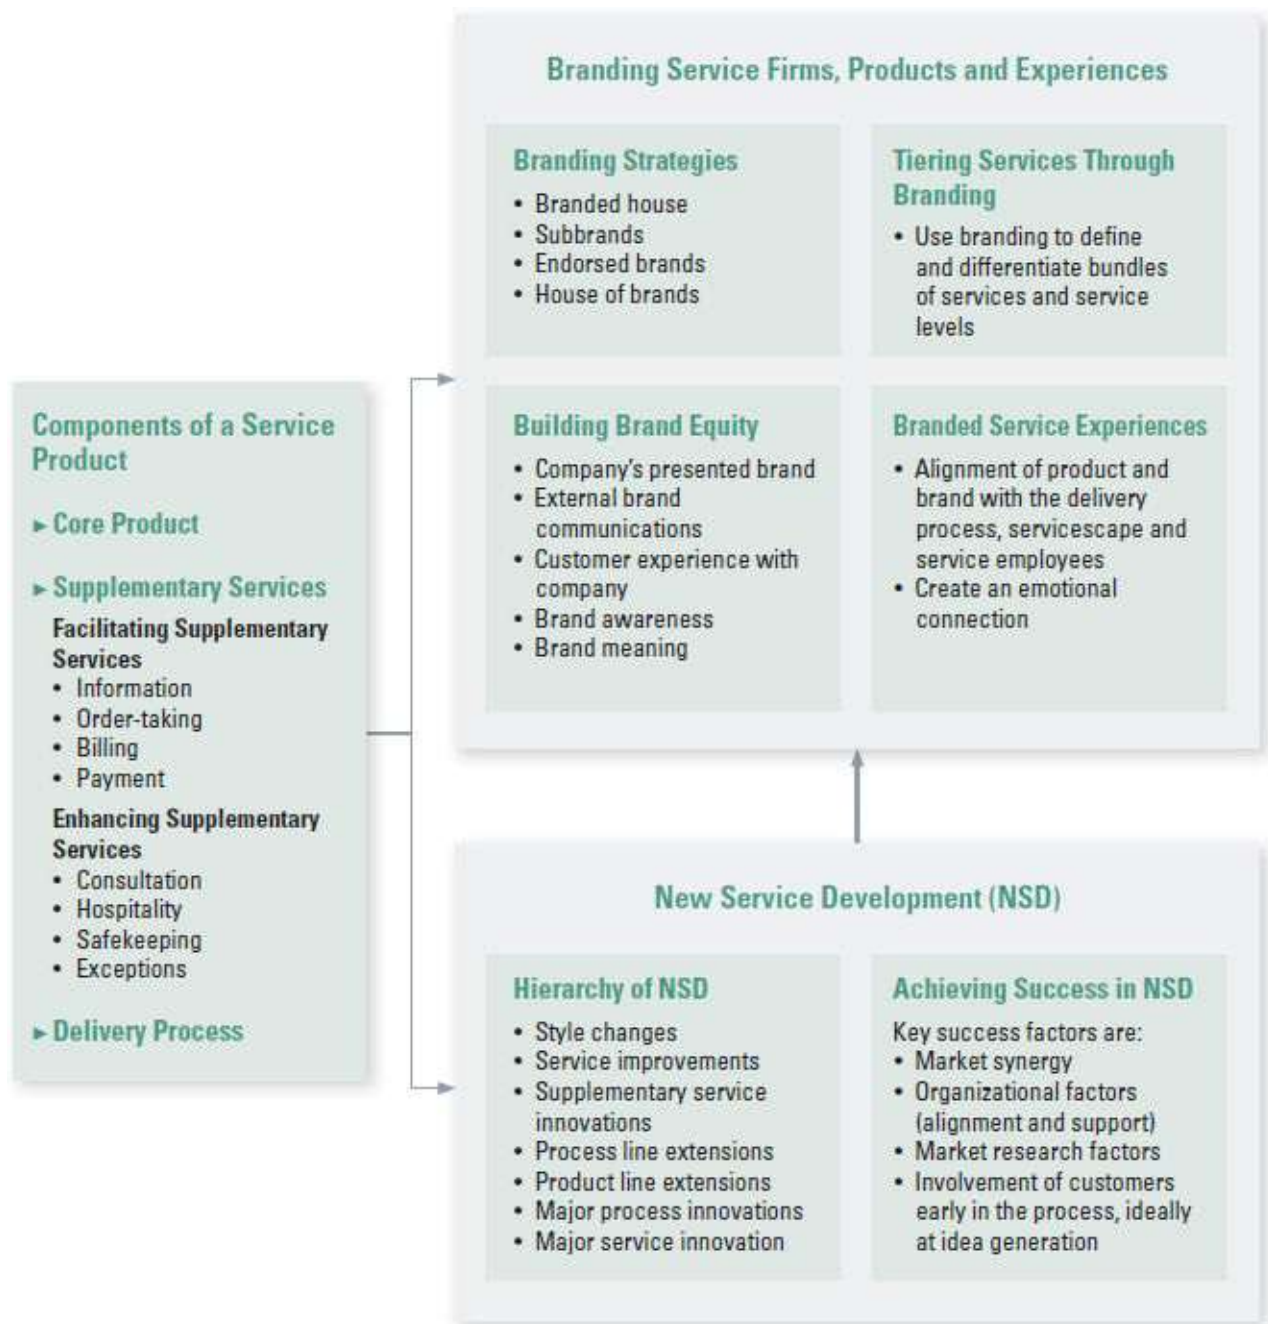 Branding Service Firms, Products and Experiences
Branding Strategies
• Branded house
• Subbrands
• Endorsed brands
• House of brands
Tiering Services Through
Branding
• Use branding to define
and differentiate bundles
of services and service
levels
Building Brand Equity
• Company's presented brand
• External brand
communications
• Customer experience with
company
• Brand awareness
• Brand meaning
Branded Service Experiences
• Alignment of product and
brand with the delivery
process, servicescape and
service employees
• Create an emotional
connection
Components of a Service
Product
► Core Product
► Supplementary Services
Facilitating Supplementary
Services
• Information
• Order-taking
• Billing
• Payment
Enhancing Supplementary
Services
• Consultation
• Hospitality
• Safekeeping
• Exceptions
► Delivery Process
New Service Development (NSD)
Hierarchy of NSD
• Style changes
• Service improvements
• Supplementary service
innovations
• Process line extensions
• Product line extensions
• Major process innovations
• Major service innovation
Achieving Success in NSD
Key success factors are:
• Market synergy
• Organizational factors
(alignment and support)
• Market research factors
• Involvement of customers
early in the process, ideally
at idea generation